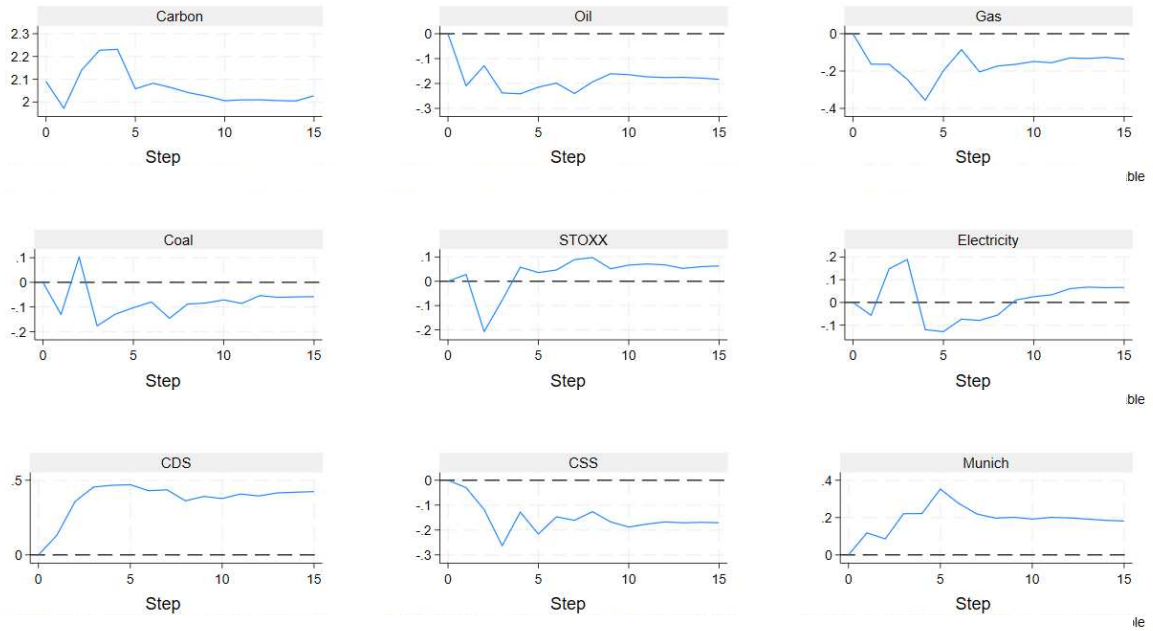 Carbon Oil Gas
2.3 0 0
2.2 -.1
2.1 -.2 -.2
2 -.3 -.4
0 5 10 15 0 5 10 15 0 5 10 15
Step Step Step
ble
Coal STOXX Electricity
.1 .1 .2
0 0 .1
-.1 -.1 0
-.2 -.2 -.1
0 5 10 15 0 5 10 15 0 5 10 15
Step Step Step
ble
CDS CSS Munich
.5 0 .4
-.1
-.2 .2
0 -.3 0
0 5 10 15 0 5 10 15 0 5 10 15
Step Step Step
le